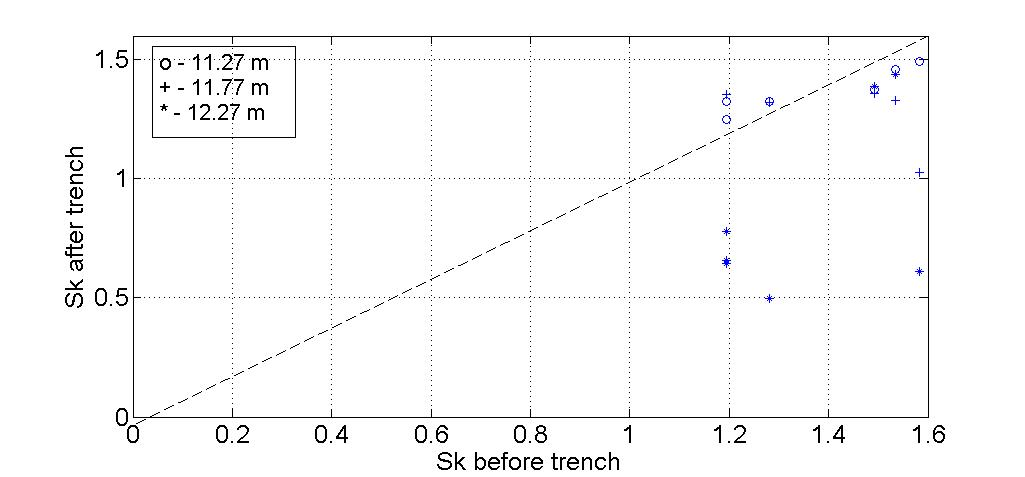 o - 11.27 m
+ - 11.77 m
* - 12.27 m
Sk after trench
1.5
1
0.5
0
0 0.2 0.4 0.6 0.8 1 1.2 1.4 1.6
Sk before trench